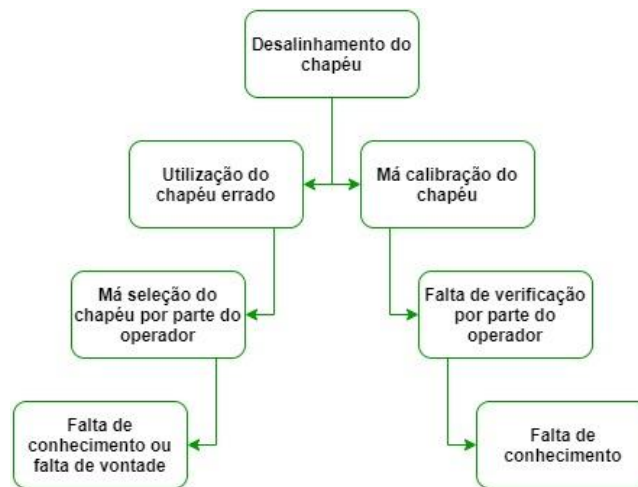 Desalinhamento do
chapéu
Utilização do
chapéu errado
Má calibração do
chapéu
Má seleção do
chapéu por parte do
operador
Falta de verificação
por parte do
operador
Falta de
conhecimento ou
falta de vontade
Falta de
conhecimento